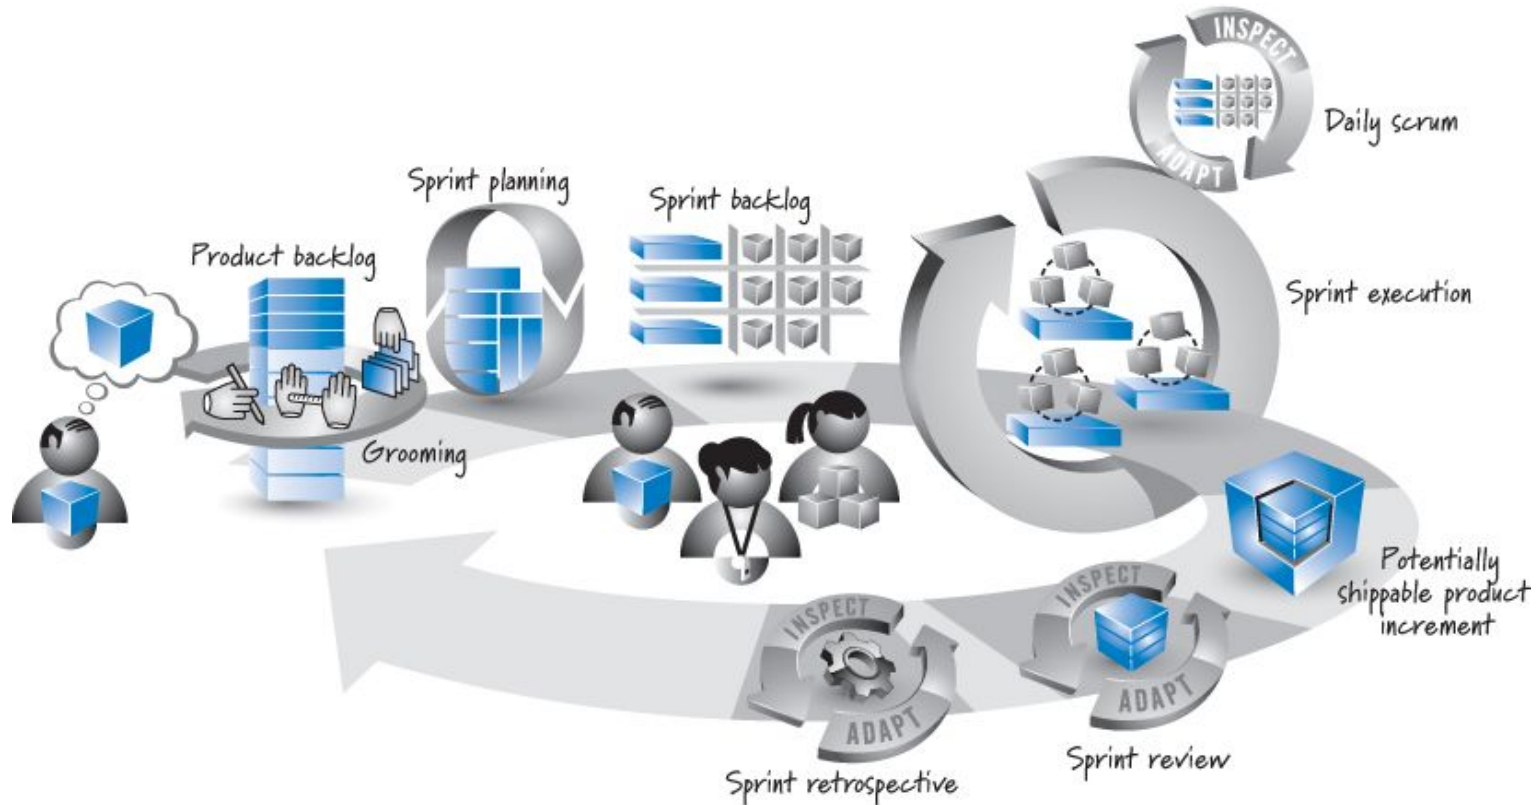 INSPECT
ADAPT
Daily scrum
Sprint planning
Sprint backlog
Product backlog
Sprint execution
Grooming
Potentially
shippable product
increment
INSPECT
ADAPT
Sprint review
INSPECT
ADAPT
Sprint retrospective